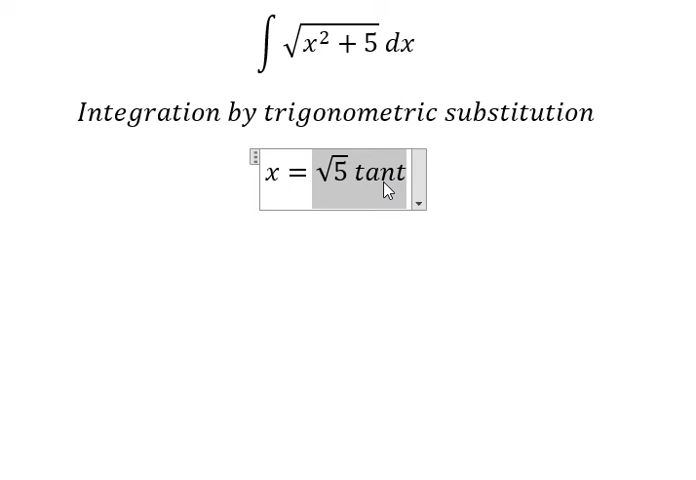 ∫ √(x² + 5) dx
Integration by trigonometric substitution
x = √5 tant